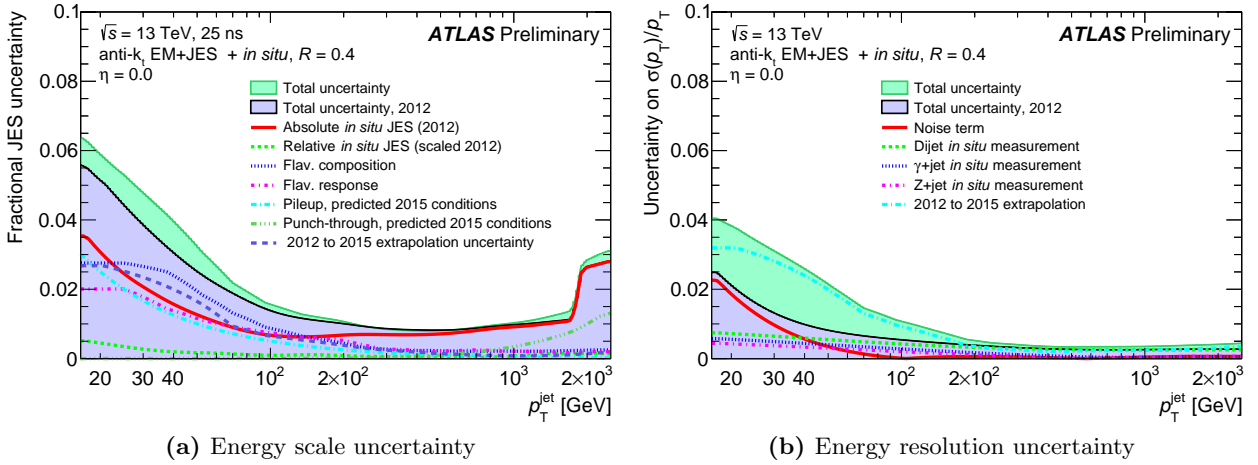 Fractional JES uncertainty
0.1
0.08
0.06
0.04
0.02
0
√s = 13 TeV, 25 ns
ATLAS Preliminary
anti-kt EM+JES + in situ, R = 0.4
η = 0.0
Total uncertainty
Total uncertainty, 2012
Absolute in situ JES (2012)
Relative in situ JES (scaled 2012)
Flav. composition
Flav. response
Pileup, predicted 2015 conditions
Punch-through, predicted 2015 conditions
2012 to 2015 extrapolation uncertainty
20 30 40 10² 2×10² 10³ 2×10³
pTjet [GeV]
(a) Energy scale uncertainty
Uncertainty on σ(pT)/pT
0.1
0.08
0.06
0.04
0.02
0
√s = 13 TeV
ATLAS Preliminary
anti-kt EM+JES + in situ, R = 0.4
η = 0.0
Total uncertainty
Total uncertainty, 2012
Noise term
Dijet in situ measurement
γ+jet in situ measurement
Z+jet in situ measurement
2012 to 2015 extrapolation
20 30 40 10² 2×10² 10³ 2×10³
pTjet [GeV]
(b) Energy resolution uncertainty